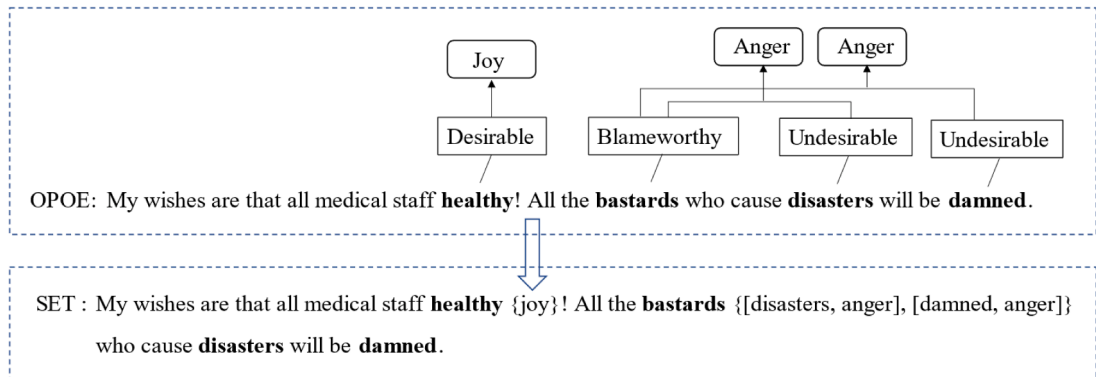 Anger Anger
Joy
Desirable Blameworthy Undesirable Undesirable
OPOE: My wishes are that all medical staff healthy! All the bastards who cause disasters will be damned.
SET : My wishes are that all medical staff healthy {joy}! All the bastards {[disasters, anger], [damned, anger]}
who cause disasters will be damned.